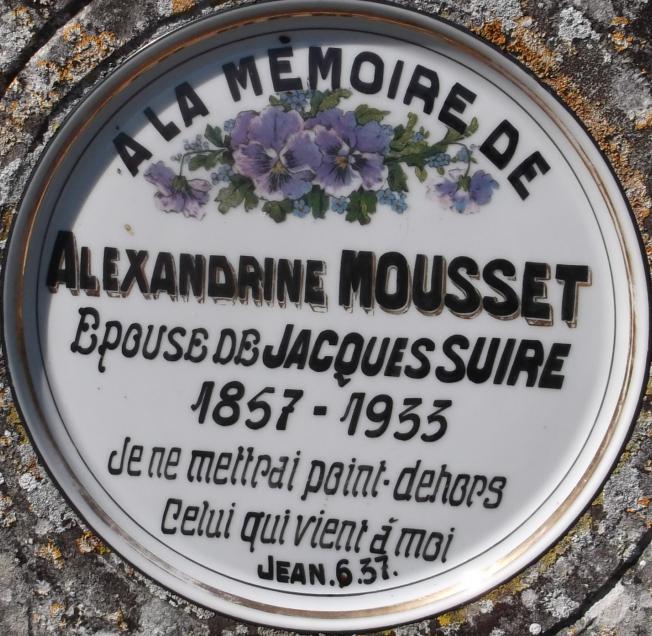 À LA MÉMOIRE DE
ALEXANDRINE MOUSSET
EPOUSE DE JACQUES SUIRE
1857 - 1933
Je ne mettrai point-dehors
Celui qui vient à moi
JEAN.6.37.